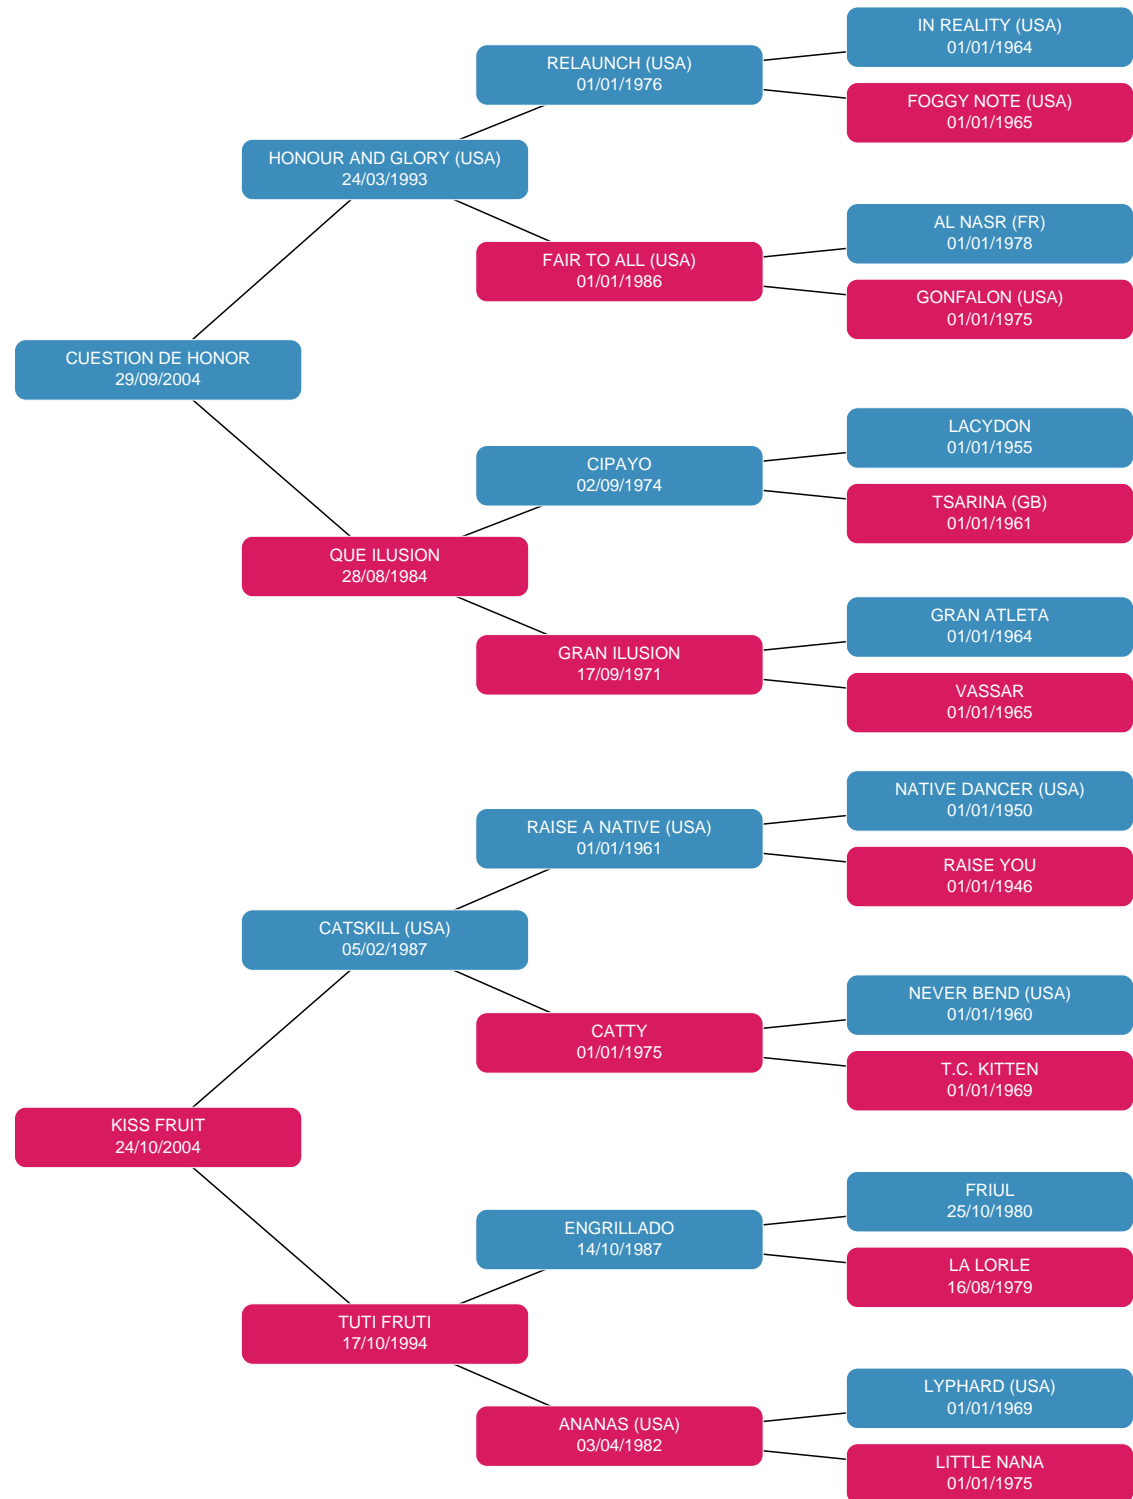 IN REALITY (USA)
01/01/1964
RELAUNCH (USA)
01/01/1976
FOGGY NOTE (USA)
01/01/1965
HONOUR AND GLORY (USA)
24/03/1993
AL NASR (FR)
01/01/1978
FAIR TO ALL (USA)
01/01/1986
GONFALON (USA)
01/01/1975
CUESTION DE HONOR
29/09/2004
LACYDON
01/01/1955
CIPAYO
02/09/1974
TSARINA (GB)
01/01/1961
QUE ILUSION
28/08/1984
GRAN ATLETA
01/01/1964
GRAN ILUSION
17/09/1971
VASSAR
01/01/1965
NATIVE DANCER (USA)
01/01/1950
RAISE A NATIVE (USA)
01/01/1961
RAISE YOU
01/01/1946
CATSKILL (USA)
05/02/1987
NEVER BEND (USA)
01/01/1960
CATTY
01/01/1975
T.C. KITTEN
01/01/1969
KISS FRUIT
24/10/2004
FRIUL
25/10/1980
ENGRILLADO
14/10/1987
LA LORLE
16/08/1979
TUTI FRUTI
17/10/1994
LYPHARD (USA)
01/01/1969
ANANAS (USA)
03/04/1982
LITTLE NANA
01/01/1975